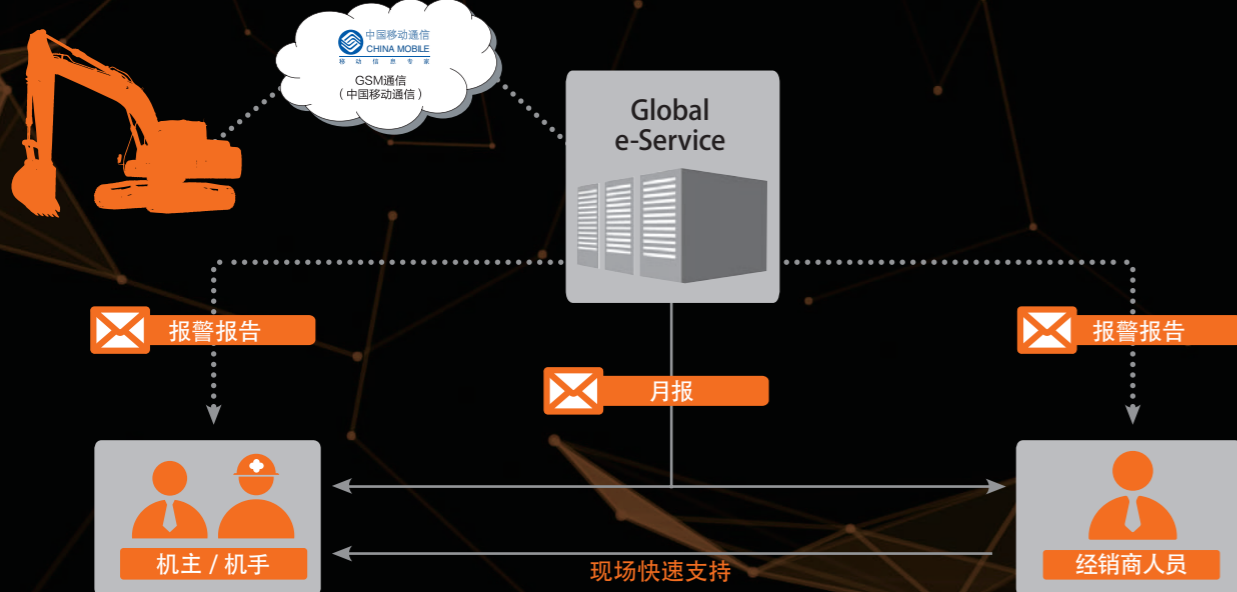 中国移动通信
CHINA MOBILE
移 动 信 息 专 家
GSM通信
（中国移动通信）
Global
e-Service
报警报告
报警报告
月报
机主 / 机手
现场快速支持
经销商人员